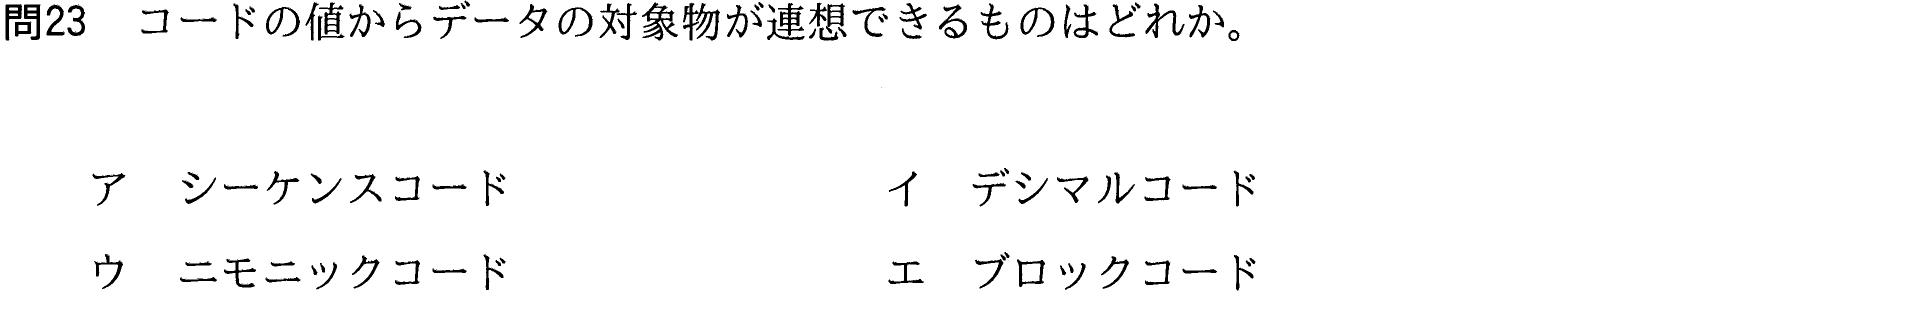 問23 コードの値からデータの対象物が連想できるものはどれか。
ア シーケンスコード イ デシマルコード
ウ ニモニックコード エ ブロックコード